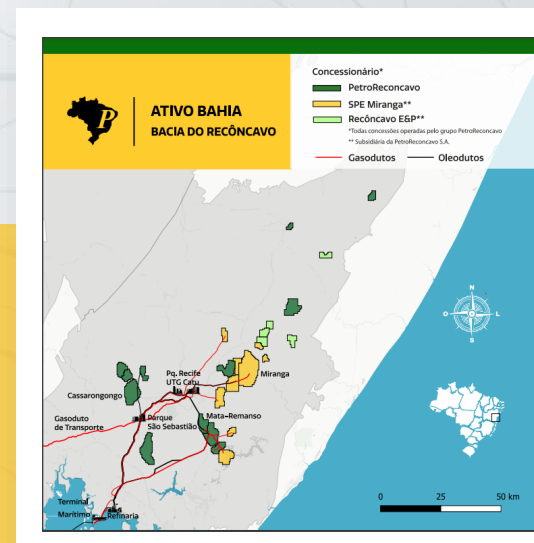 ATIVO BAHIA
BACIA DO RECÔNCAVO
P
Concessionário*
PetroReconcavo
SPE Miranga**
Recôncavo E&P**
*Todas concessões operadas pelo grupo PetroReconcavo
** Subsidiária da PetroReconcavo S.A.
Gasodutos
Oleodutos
N
O
L
S
Pq. Recife
UTG Catu
Miranga
Cassarongongo
Gasoduto
de Transporte
Parque
São Sebastião
Mata-Remanso
Terminal
Marítimo
Refinaria
0 25 50 km